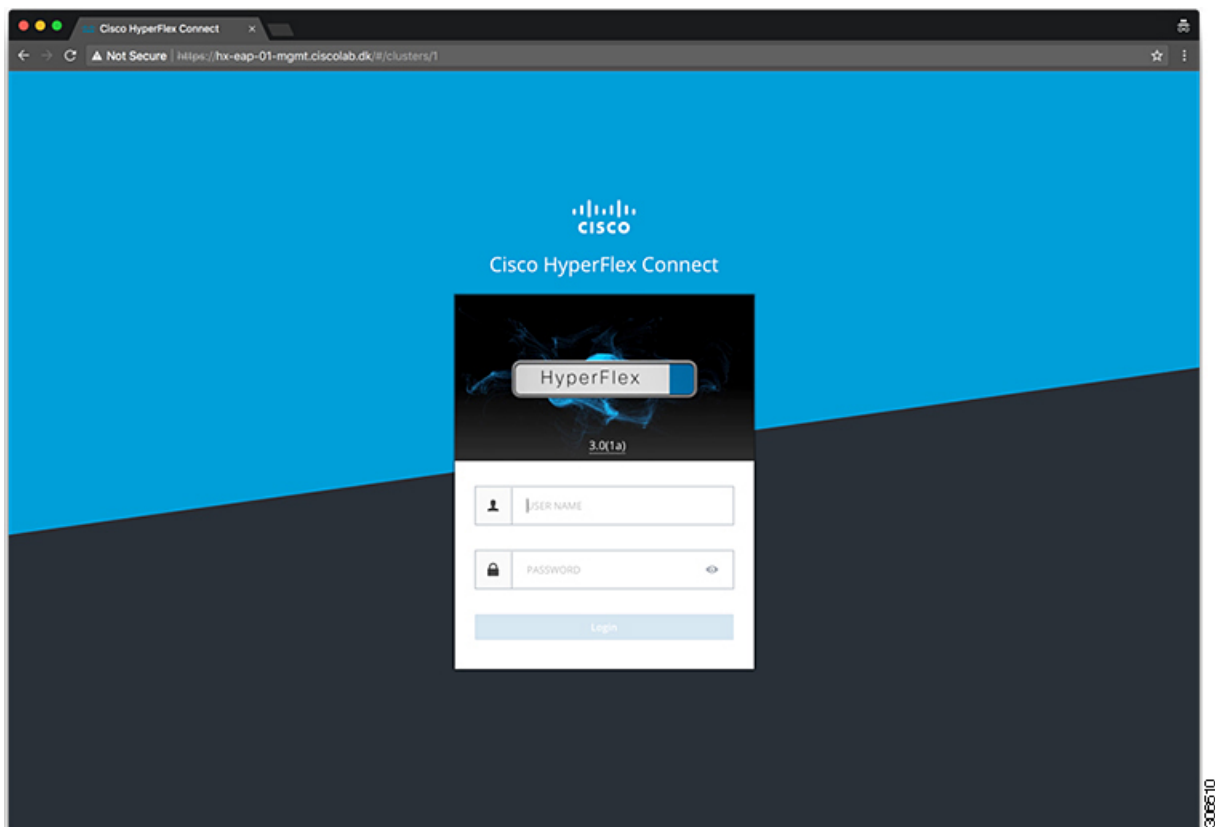 Cisco HyperFlex Connect
Not Secure | https://hx-eap-01-mgmt.ciscolab.dk/#/clusters/1
CISCO
Cisco HyperFlex Connect
HyperFlex
3.0(1a)
USER NAME
PASSWORD
Login
306510